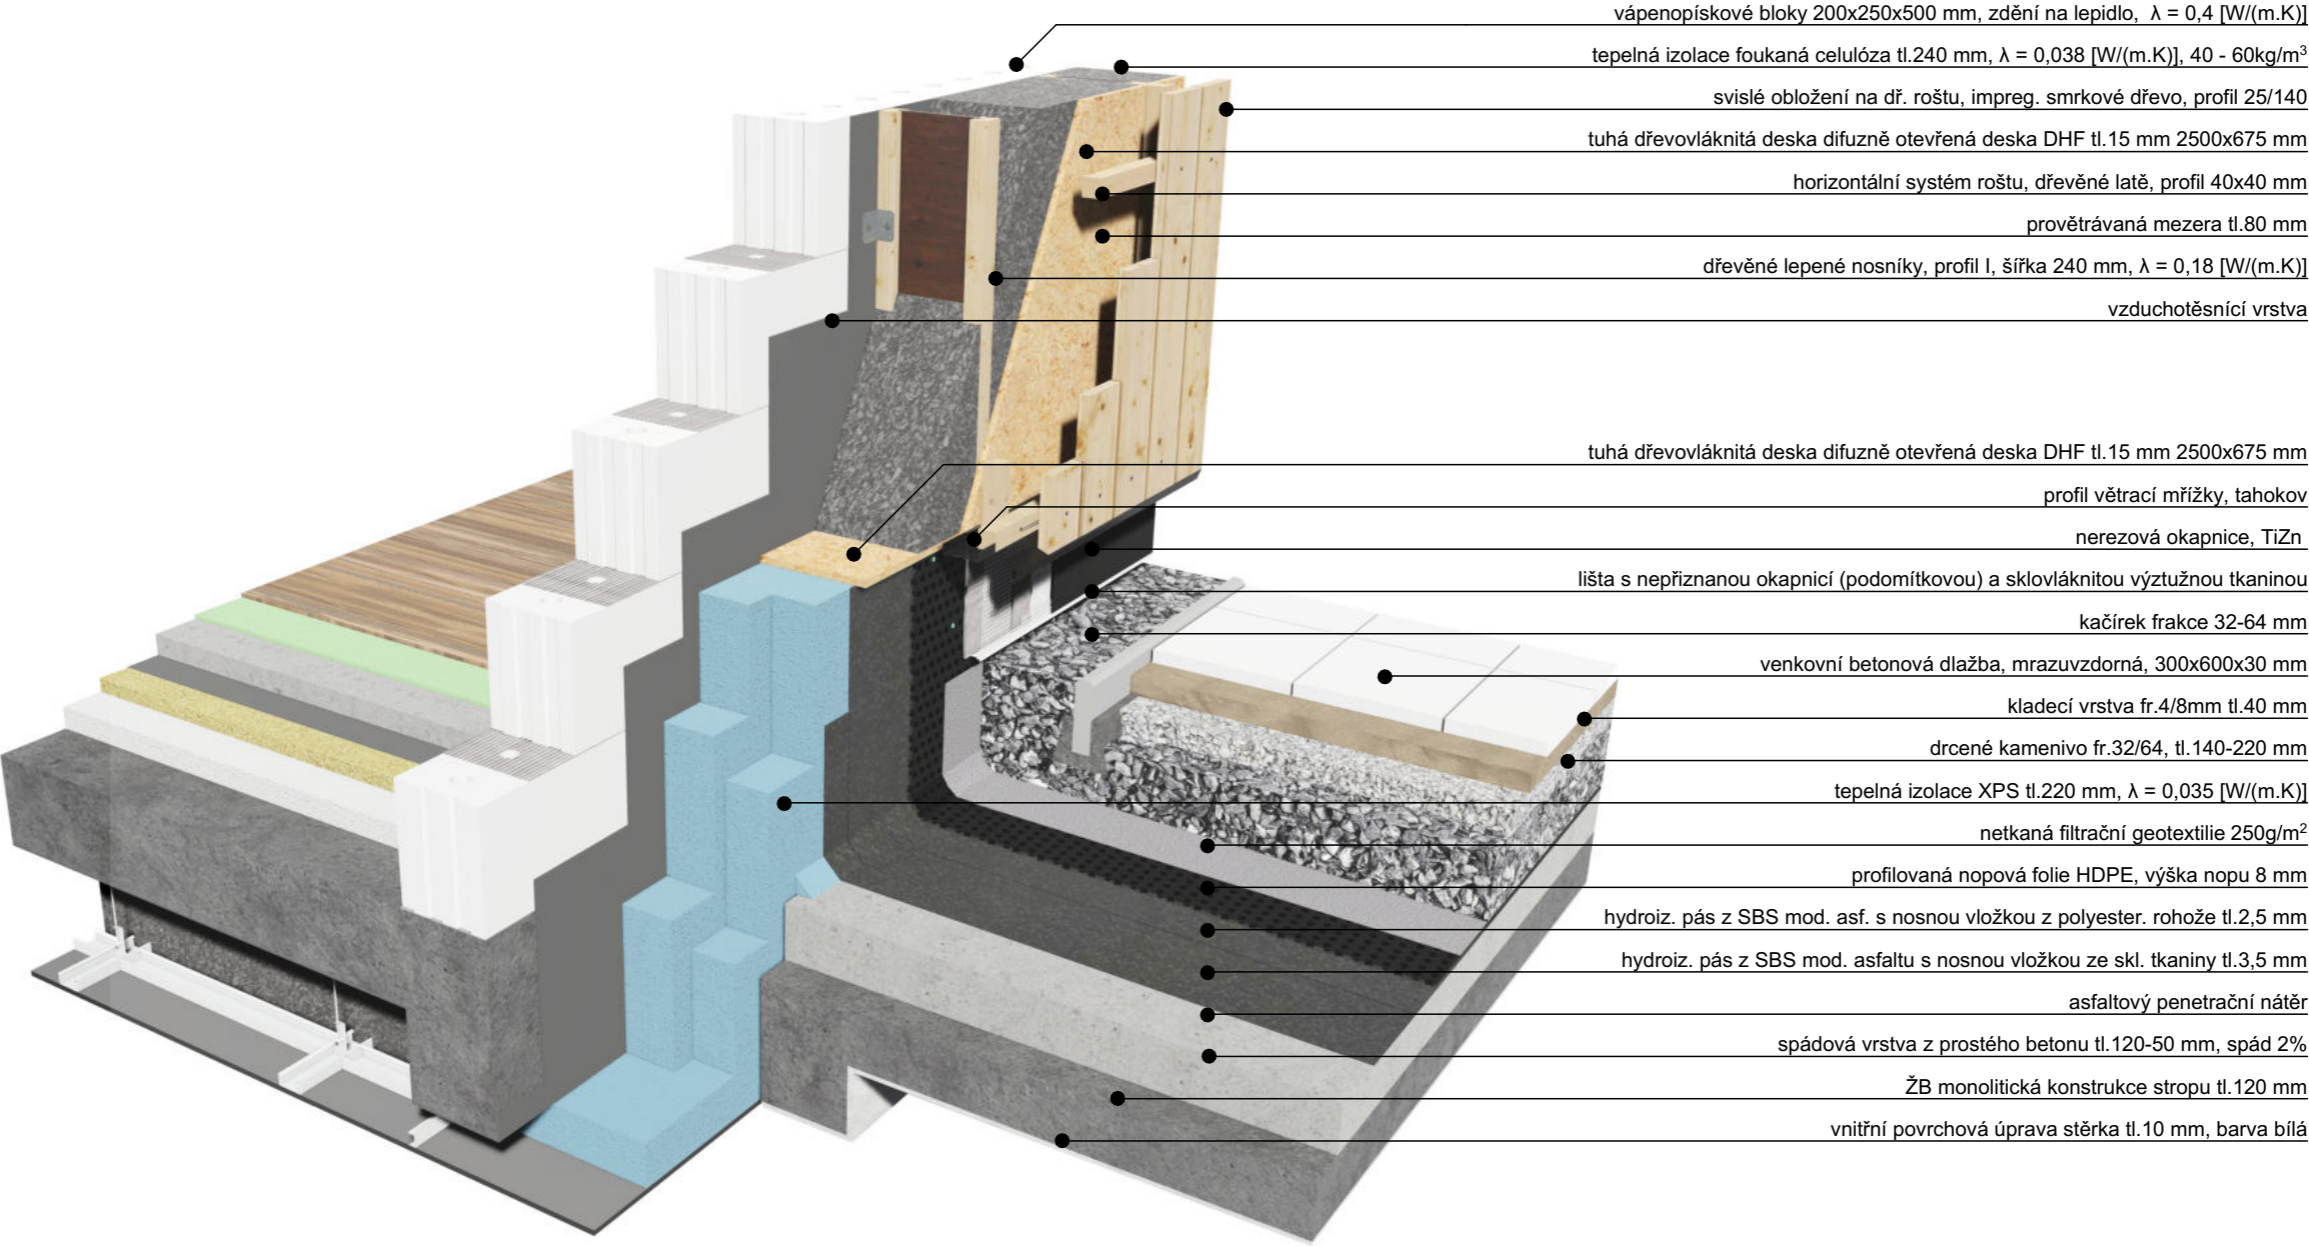 vápenopískové bloky 200x250x500 mm, zdění na lepidlo, λ = 0,4 [W/(m.K)]
tepelná izolace foukaná celulóza tl.240 mm, λ = 0,038 [W/(m.K)], 40 - 60kg/m³
svislé obložení na dř. roštu, impreg. smrkové dřevo, profil 25/140
tuhá dřevovláknitá deska difuzně otevřená deska DHF tl.15 mm 2500x675 mm
horizontální systém roštu, dřevěné latě, profil 40x40 mm
provětrávaná mezera tl.80 mm
dřevěné lepené nosníky, profil I, šířka 240 mm, λ = 0,18 [W/(m.K)]
vzduchotěsnící vrstva
tuhá dřevovláknitá deska difuzně otevřená deska DHF tl.15 mm 2500x675 mm
profil větrací mřížky, tahokov
nerezová okapnice, TiZn
lišta s nepřiznanou okapnicí (podomítkovou) a sklovláknitou výztužnou tkaninou
kačírek frakce 32-64 mm
venkovní betonová dlažba, mrazuvzdorná, 300x600x30 mm
kladecí vrstva fr.4/8mm tl.40 mm
drcené kamenivo fr.32/64, tl.140-220 mm
tepelná izolace XPS tl.220 mm, λ = 0,035 [W/(m.K)]
netkaná filtrační geotextilie 250g/m²
profilovaná nopová folie HDPE, výška nopu 8 mm
hydroiz. pás z SBS mod. asf. s nosnou vložkou z polyester. rohože tl.2,5 mm
hydroiz. pás z SBS mod. asfaltu s nosnou vložkou ze skl. tkaniny tl.3,5 mm
asfaltový penetrační nátěr
spádová vrstva z prostého betonu tl.120-50 mm, spád 2%
ŽB monolitická konstrukce stropu tl.120 mm
vnitřní povrchová úprava stěrka tl.10 mm, barva bílá